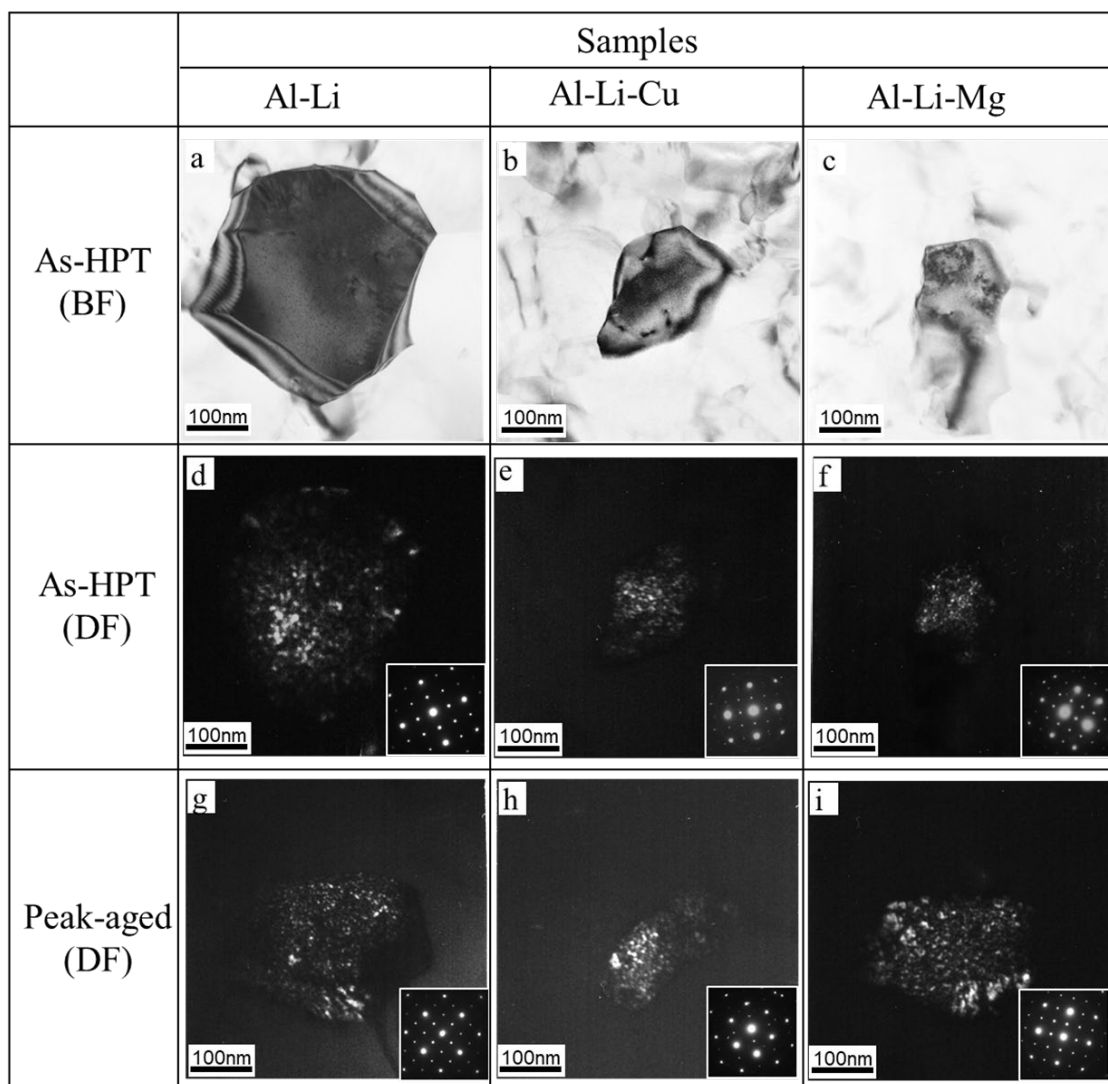 Samples
Al-Li
Al-Li-Cu
Al-Li-Mg
As-HPT
(BF)
a
100nm
b
100nm
c
100nm
As-HPT
(DF)
d
100nm
e
100nm
f
100nm
Peak-aged
(DF)
g
100nm
h
100nm
i
100nm